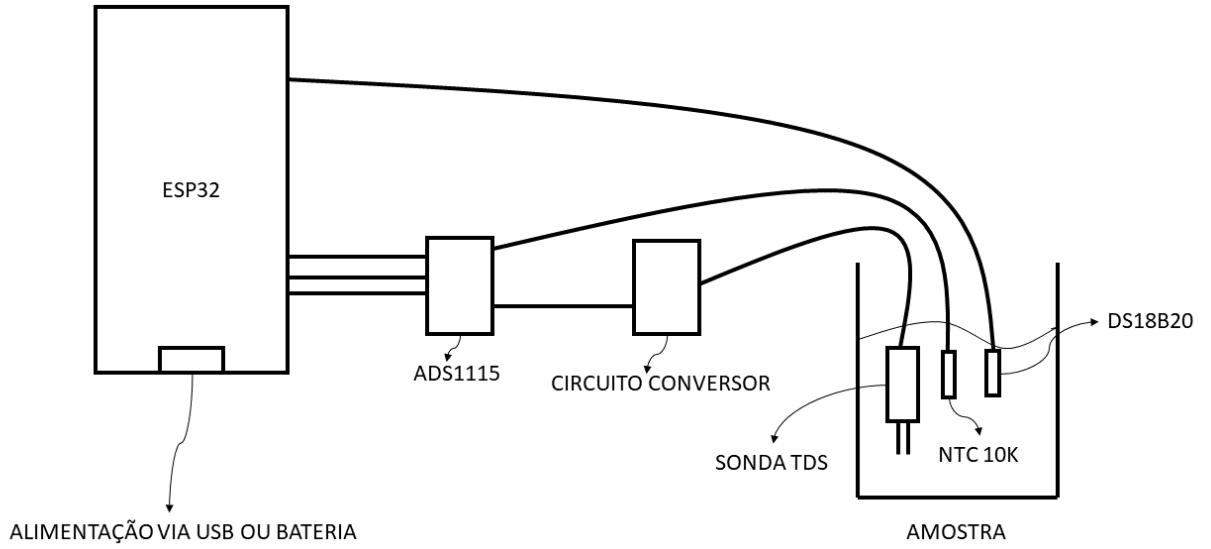 ESP32
DS18B20
ADS1115
CIRCUITO CONVERSOR
SONDA TDS
NTC 10K
ALIMENTAÇÃO VIA USB OU BATERIA
AMOSTRA